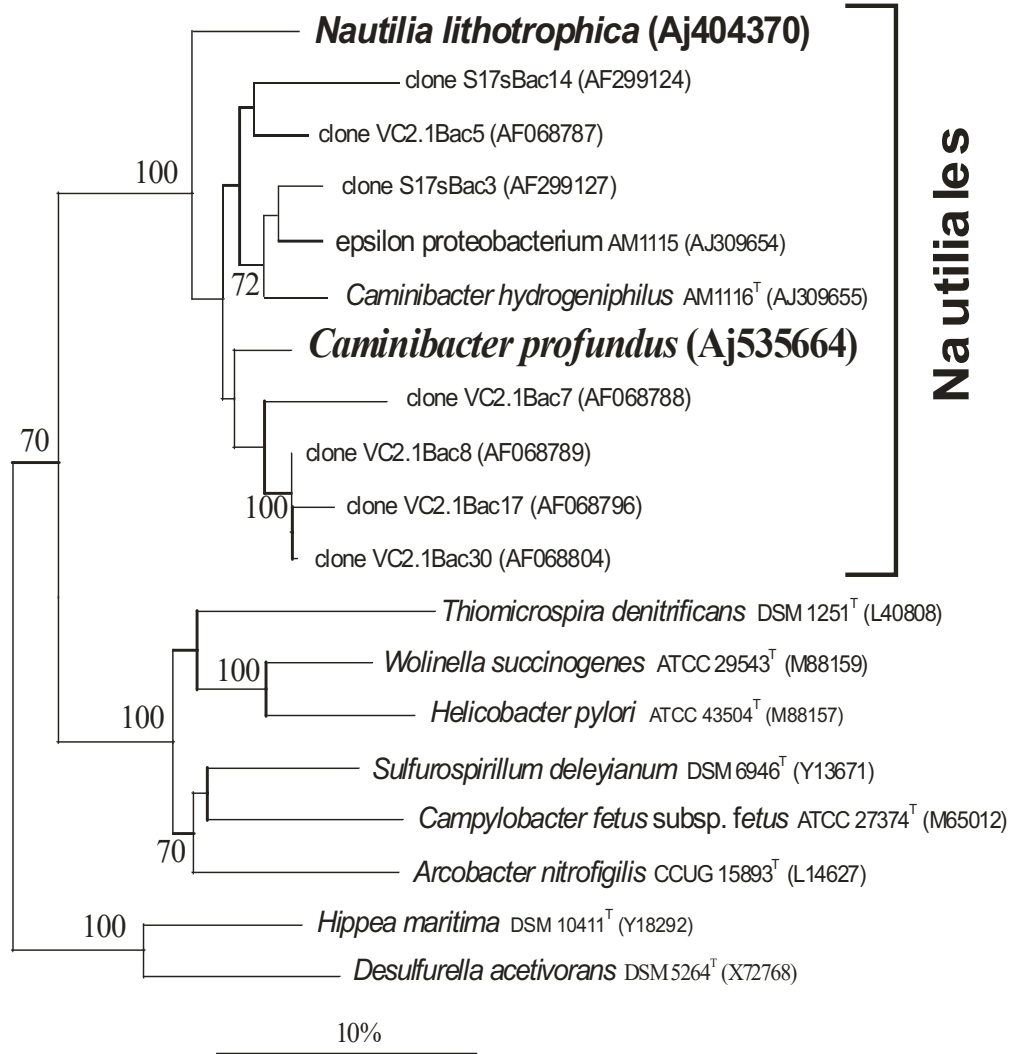 Nautilia lithotrophica (Aj404370)
clone S17sBac14 (AF299124)
clone VC2.1Bac5 (AF068787)
100
clone S17sBac3 (AF299127)
epsilon proteobacterium AM1115 (AJ309654)
72
Caminibacter hydrogeniphilus AM1116T (AJ309655)
Caminibacter profundus (Aj535664)
clone VC2.1Bac7 (AF068788)
70
clone VC2.1Bac8 (AF068789)
100
clone VC2.1Bac17 (AF068796)
clone VC2.1Bac30 (AF068804)
Nautiliales
Thiomicrospira denitrificans DSM 1251T (L40808)
100
Wolinella succinogenes ATCC 29543T (M88159)
100
Helicobacter pylori ATCC 43504T (M88157)
Sulfurospirillum deleyianum DSM 6946T (Y13671)
Campylobacter fetus subsp. fetus ATCC 27374T (M65012)
70
Arcobacter nitrofigilis CCUG 15893T (L14627)
100
Hippea maritima DSM 10411T (Y18292)
Desulfurella acetivorans DSM 5264T (X72768)
10%